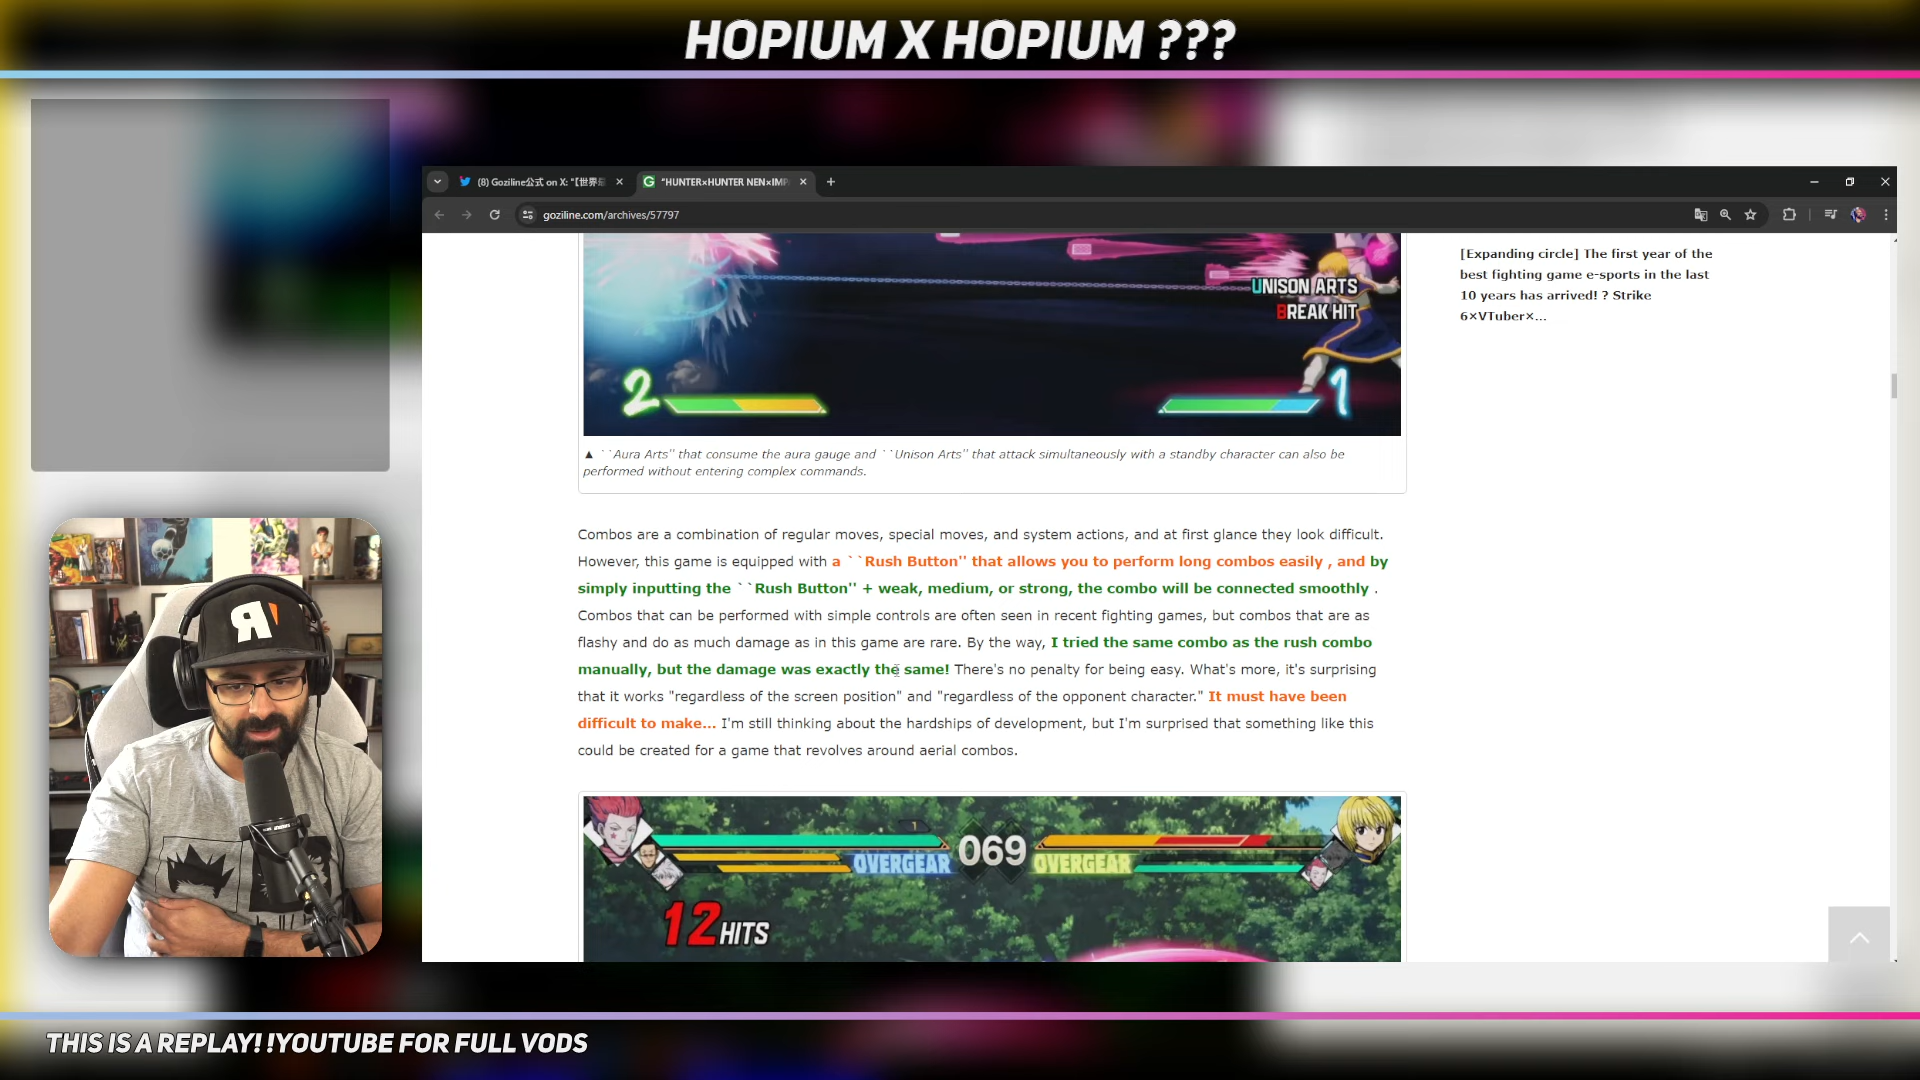 HOPIUM X HOPIUM ???
(8) Goziline公式 on X: "【世界最
"HUNTER×HUNTER NEN×IMP
goziline.com/archives/57797
[Expanding circle] The first year of the
best fighting game e-sports in the last
10 years has arrived! ? Strike
6×VTuber×...
UNISON ARTS
BREAK HIT
2
1
▲ ``Aura Arts'' that consume the aura gauge and ``Unison Arts'' that attack simultaneously with a standby character can also be
performed without entering complex commands.
Combos are a combination of regular moves, special moves, and system actions, and at first glance they look difficult.
However, this game is equipped with a ``Rush Button'' that allows you to perform long combos easily , and by
simply inputting the ``Rush Button'' + weak, medium, or strong, the combo will be connected smoothly .
Combos that can be performed with simple controls are often seen in recent fighting games, but combos that are as
flashy and do as much damage as in this game are rare. By the way, I tried the same combo as the rush combo
manually, but the damage was exactly the same! There's no penalty for being easy. What's more, it's surprising
that it works "regardless of the screen position" and "regardless of the opponent character." It must have been
difficult to make... I'm still thinking about the hardships of development, but I'm surprised that something like this
could be created for a game that revolves around aerial combos.
1
OVERGEAR 069 OVERGEAR
12 HITS
THIS IS A REPLAY! !YOUTUBE FOR FULL VODS